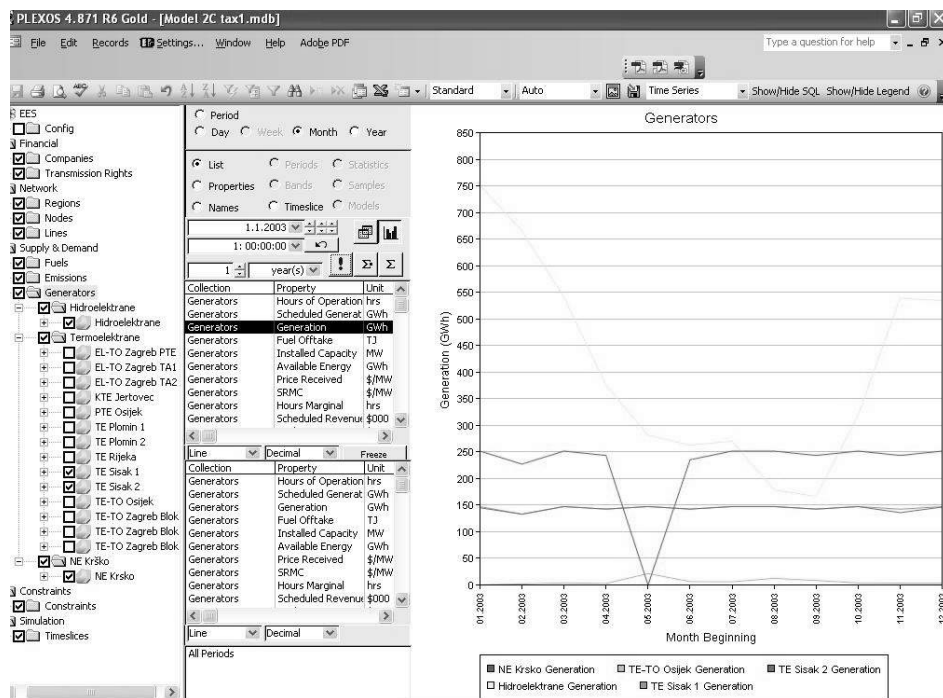 PLEXOS 4.871 R6 Gold - [Model 2C tax1.mdb]
File Edit Records Settings... Window Help Adobe PDF
Type a question for help
Standard Auto Time Series Show/Hide SQL Show/Hide Legend
EES
Config
Financial
Companies
Transmission Rights
Network
Regions
Nodes
Lines
Supply & Demand
Fuels
Emissions
Generators
Hidroelektrane
Hidroelektrane
Termoelektrane
EL-TO Zagreb PTE
EL-TO Zagreb TA1
EL-TO Zagreb TA2
KTE Jertovec
PTE Osijek
TE Plomin 1
TE Plomin 2
TE Rijeka
TE Sisak 1
TE Sisak 2
TE-TO Osijek
TE-TO Zagreb Blok
TE-TO Zagreb Blok
TE-TO Zagreb Blok
NE Krško
NE Krsko
Constraints
Constraints
Simulation
Timeslices
Period
Day Week Month Year
List Periods Statistics
Properties Bands Samples
Names Timeslice Models
1.1.2003
1: 00:00:00
1 year(s) ! Σ Σ
Collection Property Unit
Generators Hours of Operation hrs
Generators Scheduled Generat GWh
Generators Generation GWh
Generators Fuel Offtake TJ
Generators Installed Capacity MW
Generators Available Energy GWh
Generators Price Received $/MW
Generators SRMC $/MW
Generators Hours Marginal hrs
Generators Scheduled Revenue $000
Line Decimal Freeze
Collection Property Unit
Generators Hours of Operation hrs
Generators Scheduled Generat GWh
Generators Generation GWh
Generators Fuel Offtake TJ
Generators Installed Capacity MW
Generators Available Energy GWh
Generators Price Received $/MW
Generators SRMC $/MW
Generators Hours Marginal hrs
Generators Scheduled Revenue $000
Line Decimal
All Periods
Generators
850
800
750
700
650
600
550
500
450
400
350
300
250
200
150
100
50
0
Generation (GWh)
01.2003 02.2003 03.2003 04.2003 05.2003 06.2003 07.2003 08.2003 09.2003 10.2003 11.2003 12.2003
Month Beginning
NE Krsko Generation TE-TO Osijek Generation TE Sisak 2 Generation
Hidroelektrane Generation TE Sisak 1 Generation